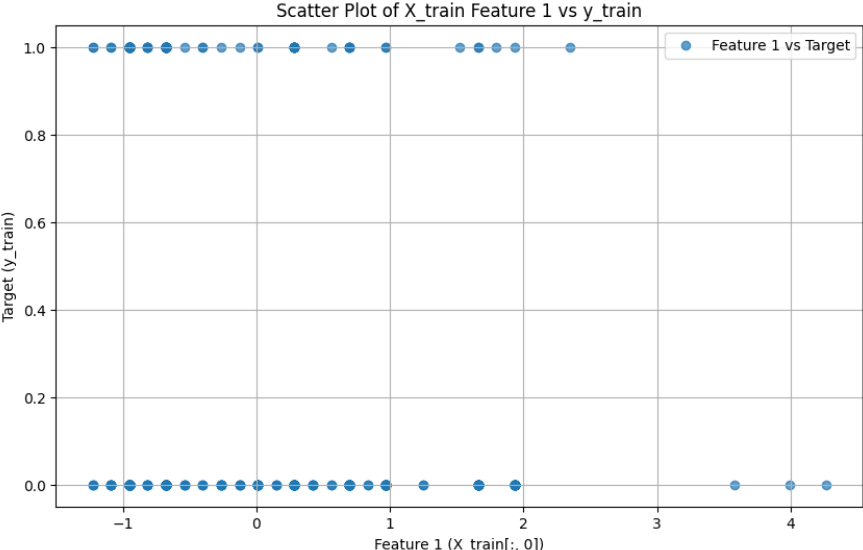 Scatter Plot of X_train Feature 1 vs y_train
Feature 1 vs Target
1.0
0.8
0.6
0.4
0.2
0.0
Target (y_train)
−1 0 1 2 3 4
Feature 1 (X_train[:, 0])